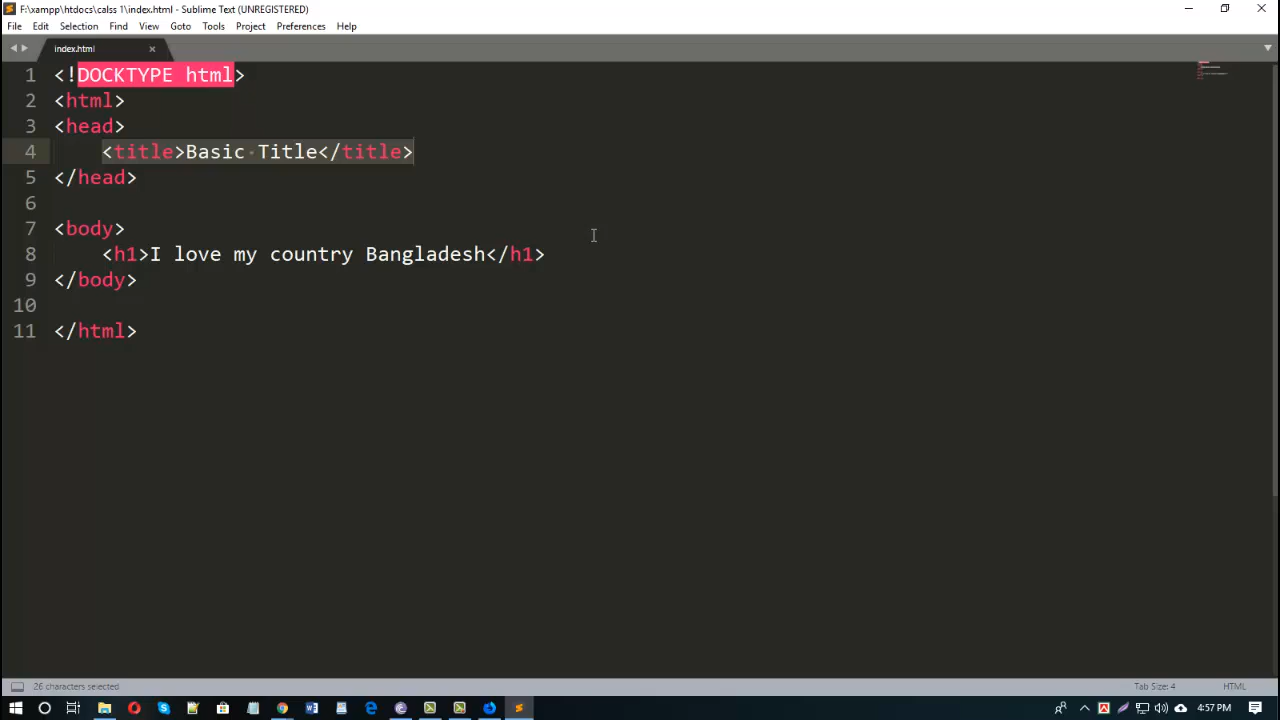 F:\xampp\htdocs\calss 1\index.html - Sublime Text (UNREGISTERED)
File Edit Selection Find View Goto Tools Project Preferences Help
index.html
1 <!DOCKTYPE html>
2 <html>
3 <head>
4 <title>Basic Title</title>
5 </head>
6
7 <body>
8 <h1>I love my country Bangladesh</h1>
9 </body>
10
11 </html>
26 characters selected Tab Size: 4 HTML
4:57 PM